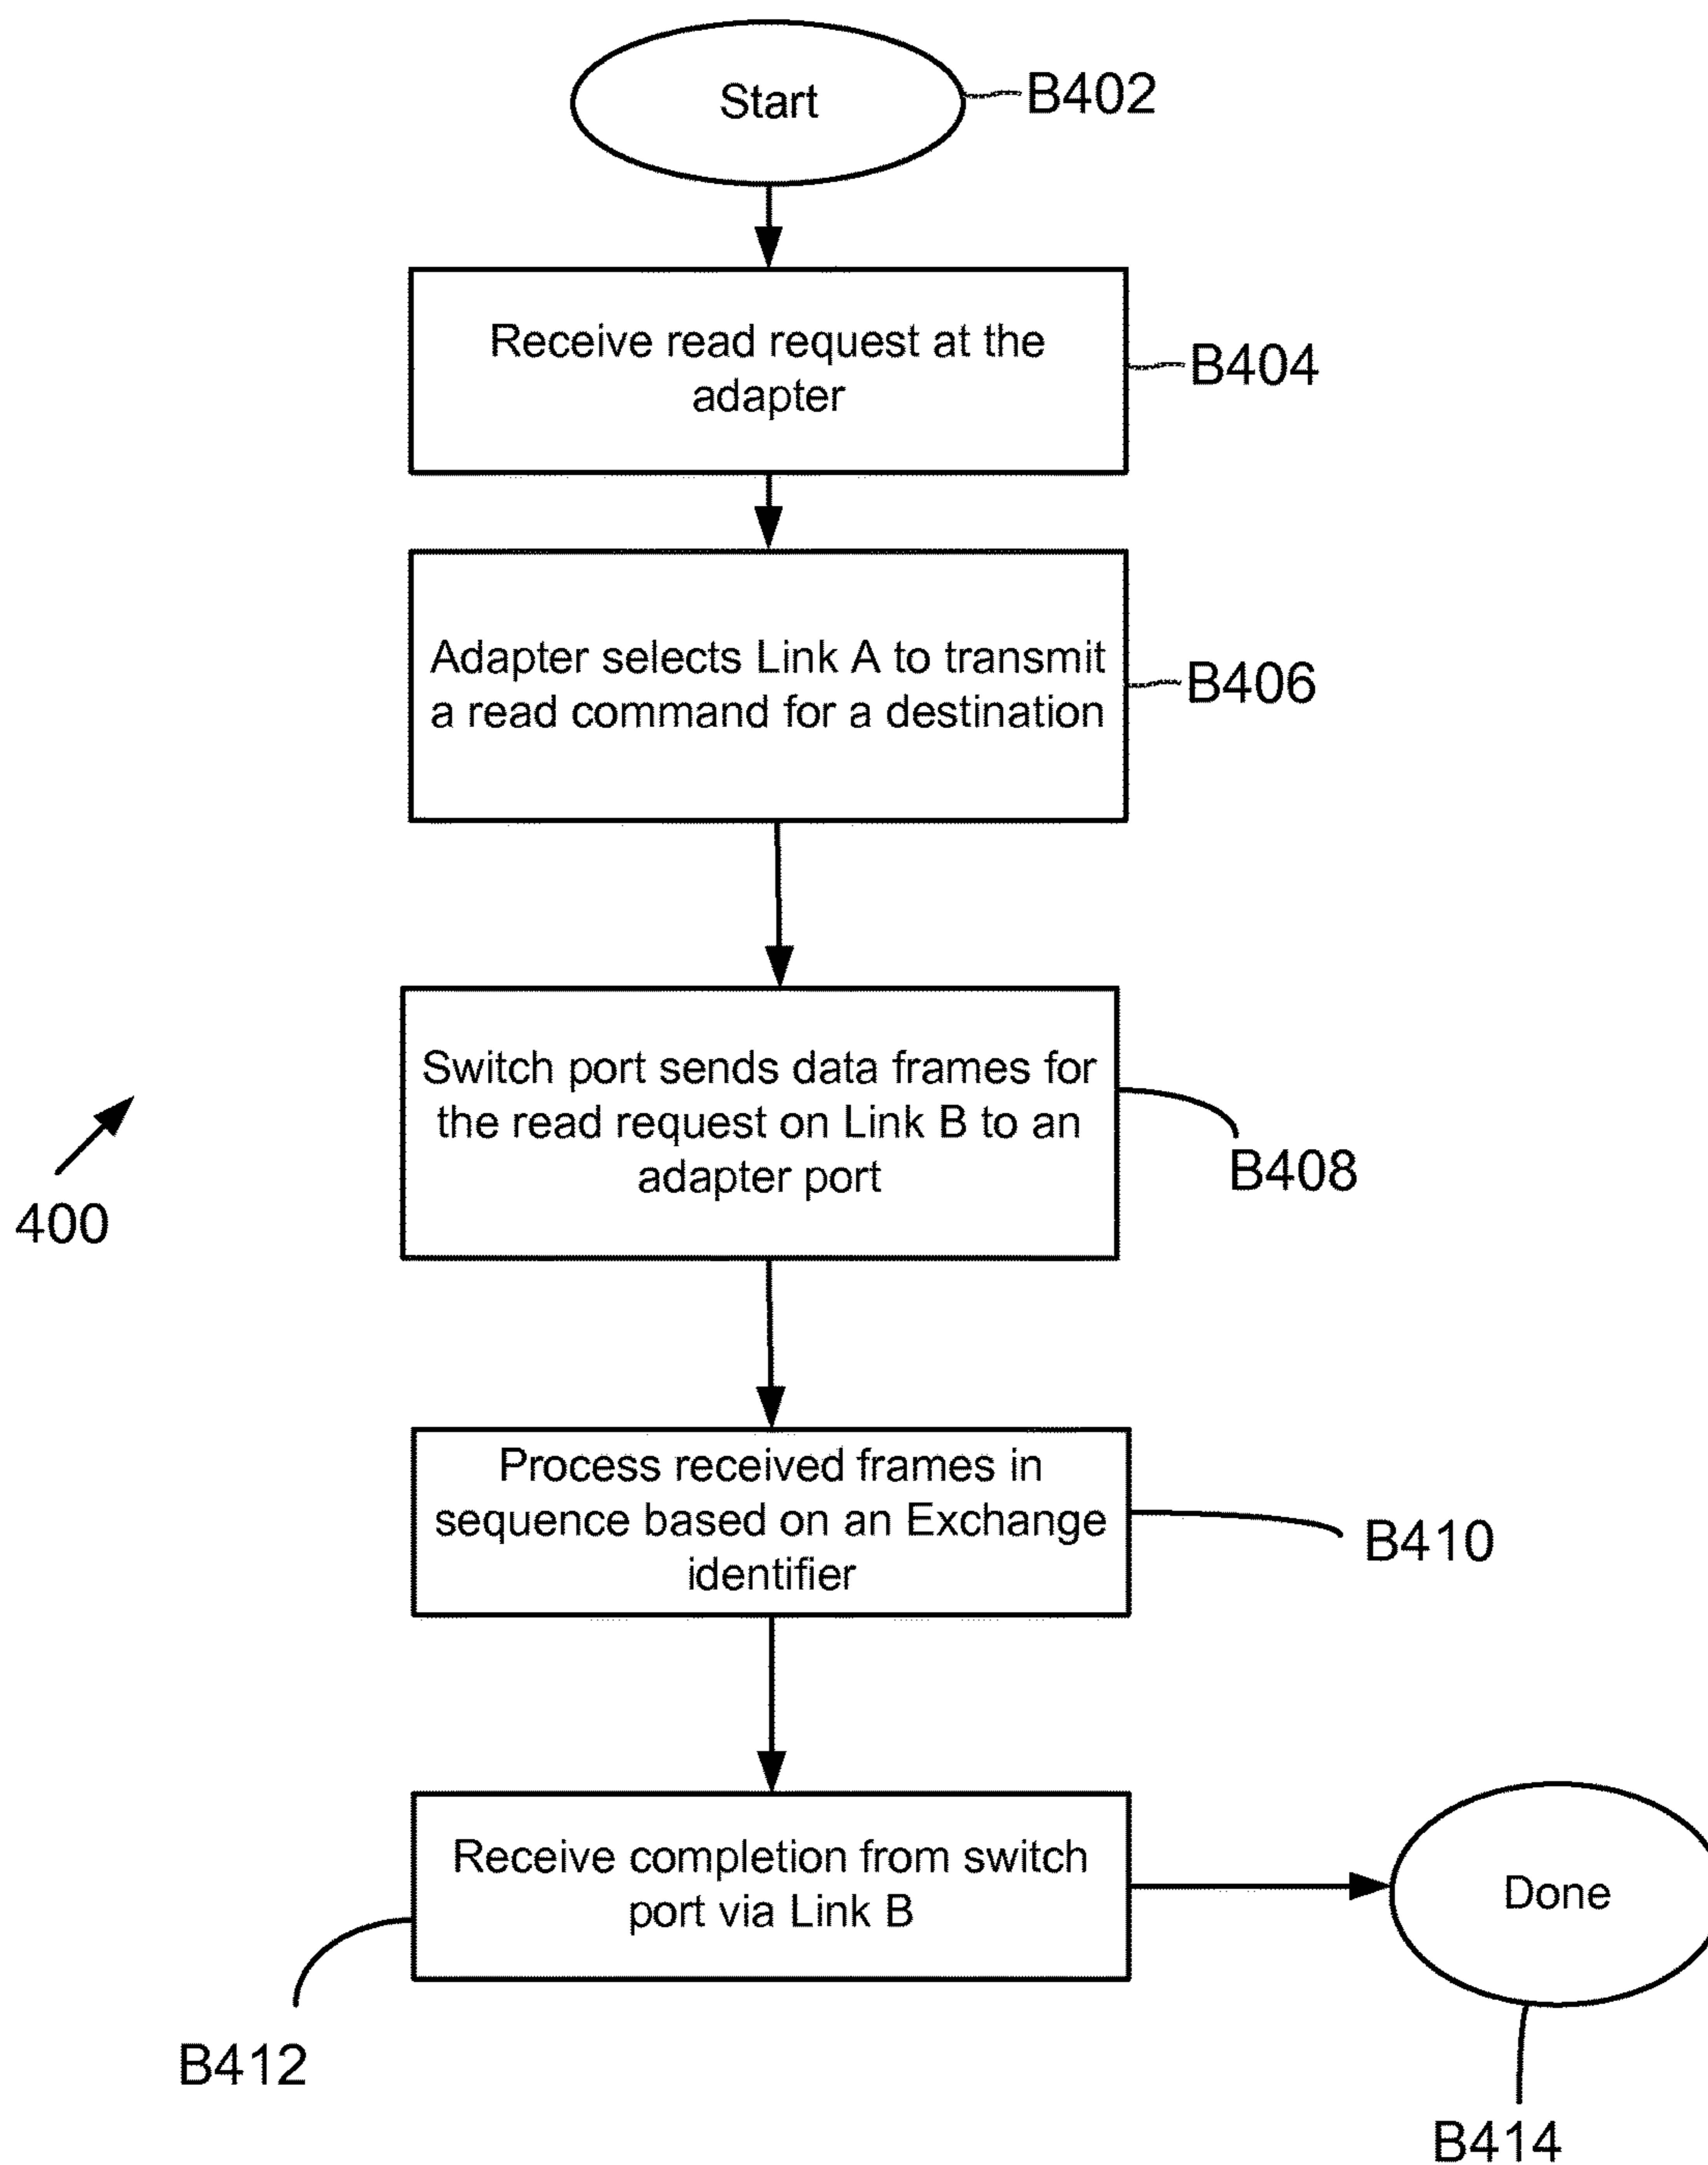 Start
B402
Receive read request at the
adapter
B404
Adapter selects Link A to transmit
a read command for a destination
B406
Switch port sends data frames for
the read request on Link B to an
adapter port
B408
400
Process received frames in
sequence based on an Exchange
identifier
B410
Receive completion from switch
port via Link B
Done
B412
B414